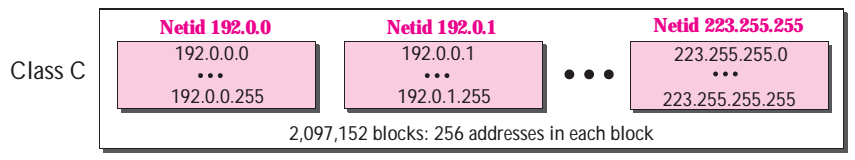 Netid 192.0.0 Netid 192.0.1 Netid 223.255.255
Class C
192.0.0.0 192.0.0.1 223.255.255.0
••• ••• ••• •••
192.0.0.255 192.0.1.255 223.255.255.255
2,097,152 blocks: 256 addresses in each block